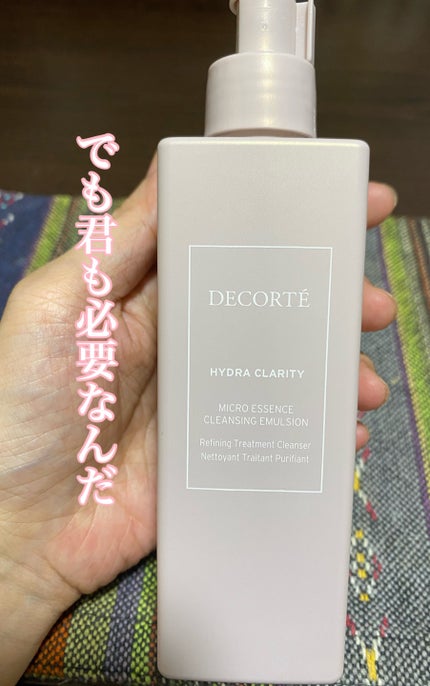 でも君も必要なんだ
DECORTÉ
HYDRA CLARITY
MICRO ESSENCE
CLEANSING EMULSION
Refining Treatment Cleanser
Nettoyant Traitant Purifiant